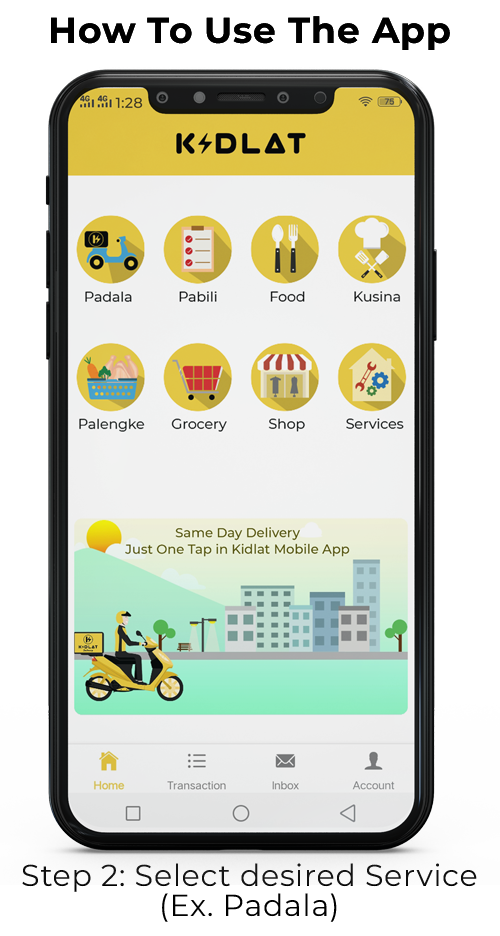 How To Use The App
4G 4G 1:28 75
KIDLAT
Padala Pabili Food Kusina
Palengke Grocery Shop Services
Same Day Delivery
Just One Tap in Kidlat Mobile App
KIDLAT
Home Transaction Inbox Account
Step 2: Select desired Service
(Ex. Padala)